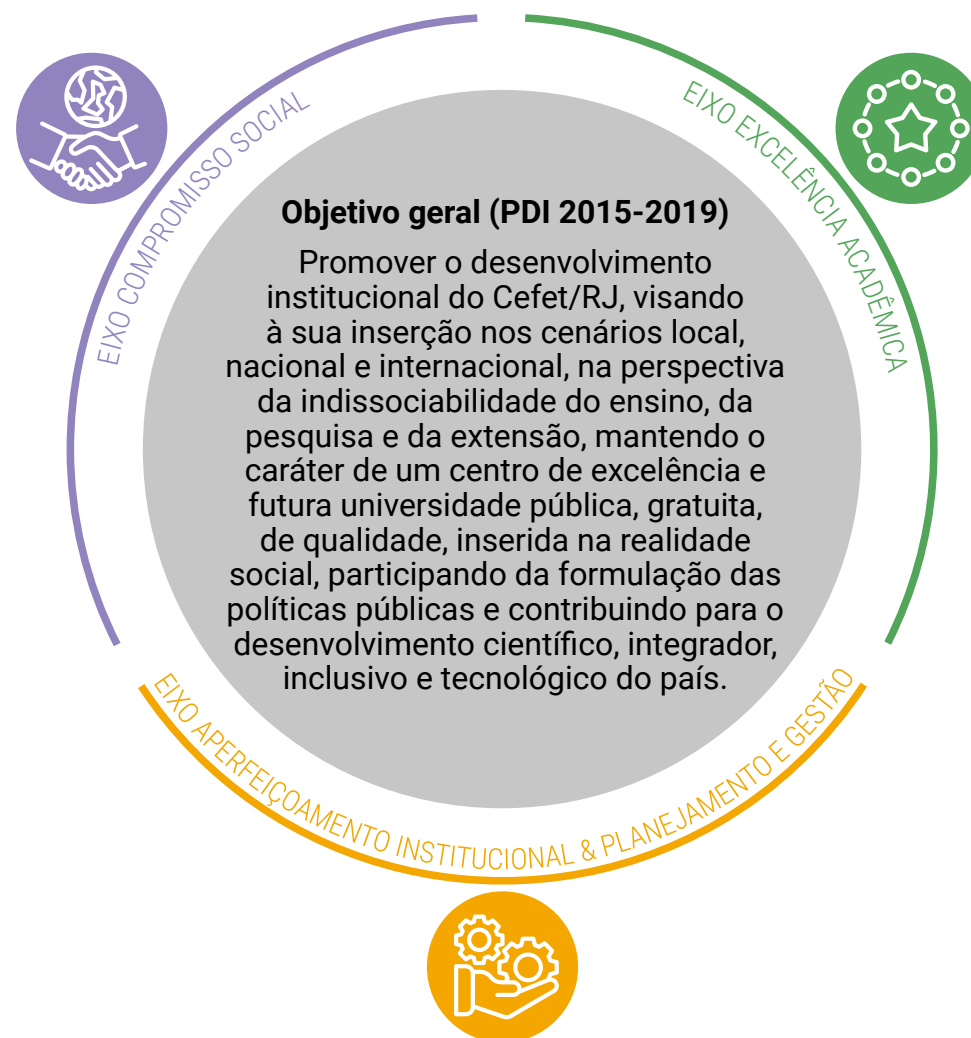 EIXO COMPROMISSO SOCIAL
EIXO EXCELÊNCIA ACADÊMICA
Objetivo geral (PDI 2015-2019)
Promover o desenvolvimento
institucional do Cefet/RJ, visando
à sua inserção nos cenários local,
nacional e internacional, na perspectiva
da indissociabilidade do ensino, da
pesquisa e da extensão, mantendo o
caráter de um centro de excelência e
futura universidade pública, gratuita,
de qualidade, inserida na realidade
social, participando da formulação das
políticas públicas e contribuindo para o
desenvolvimento científico, integrador,
inclusivo e tecnológico do país.
EIXO APERFEIÇOAMENTO INSTITUCIONAL & PLANEJAMENTO E GESTÃO